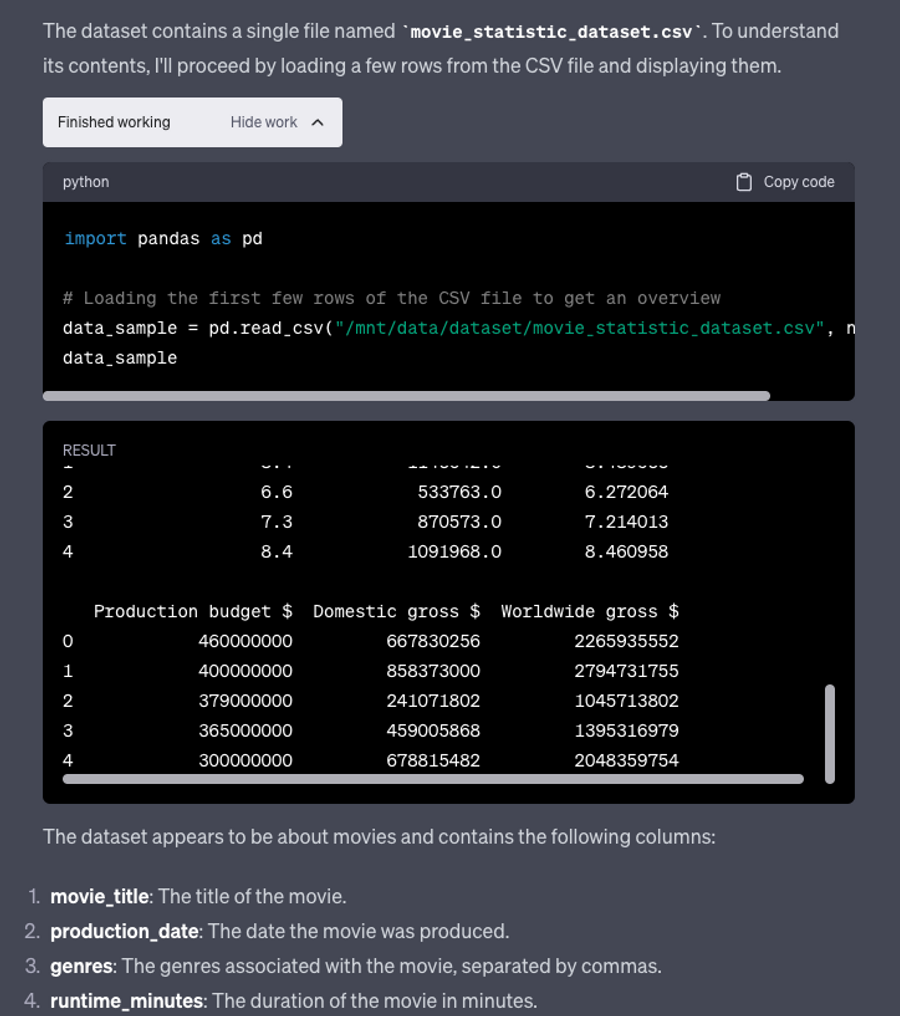 The dataset contains a single file named `movie_statistic_dataset.csv`. To understand
its contents, I'll proceed by loading a few rows from the CSV file and displaying them.
Finished working Hide work
python Copy code
import pandas as pd
# Loading the first few rows of the CSV file to get an overview
data_sample = pd.read_csv("/mnt/data/dataset/movie_statistic_dataset.csv", n
data_sample
RESULT
2 6.6 533763.0 6.272064
3 7.3 870573.0 7.214013
4 8.4 1091968.0 8.460958
Production budget $ Domestic gross $ Worldwide gross $
0 460000000 667830256 2265935552
1 400000000 858373000 2794731755
2 379000000 241071802 1045713802
3 365000000 459005868 1395316979
4 300000000 678815482 2048359754
The dataset appears to be about movies and contains the following columns:
1. movie_title: The title of the movie.
2. production_date: The date the movie was produced.
3. genres: The genres associated with the movie, separated by commas.
4. runtime_minutes: The duration of the movie in minutes.